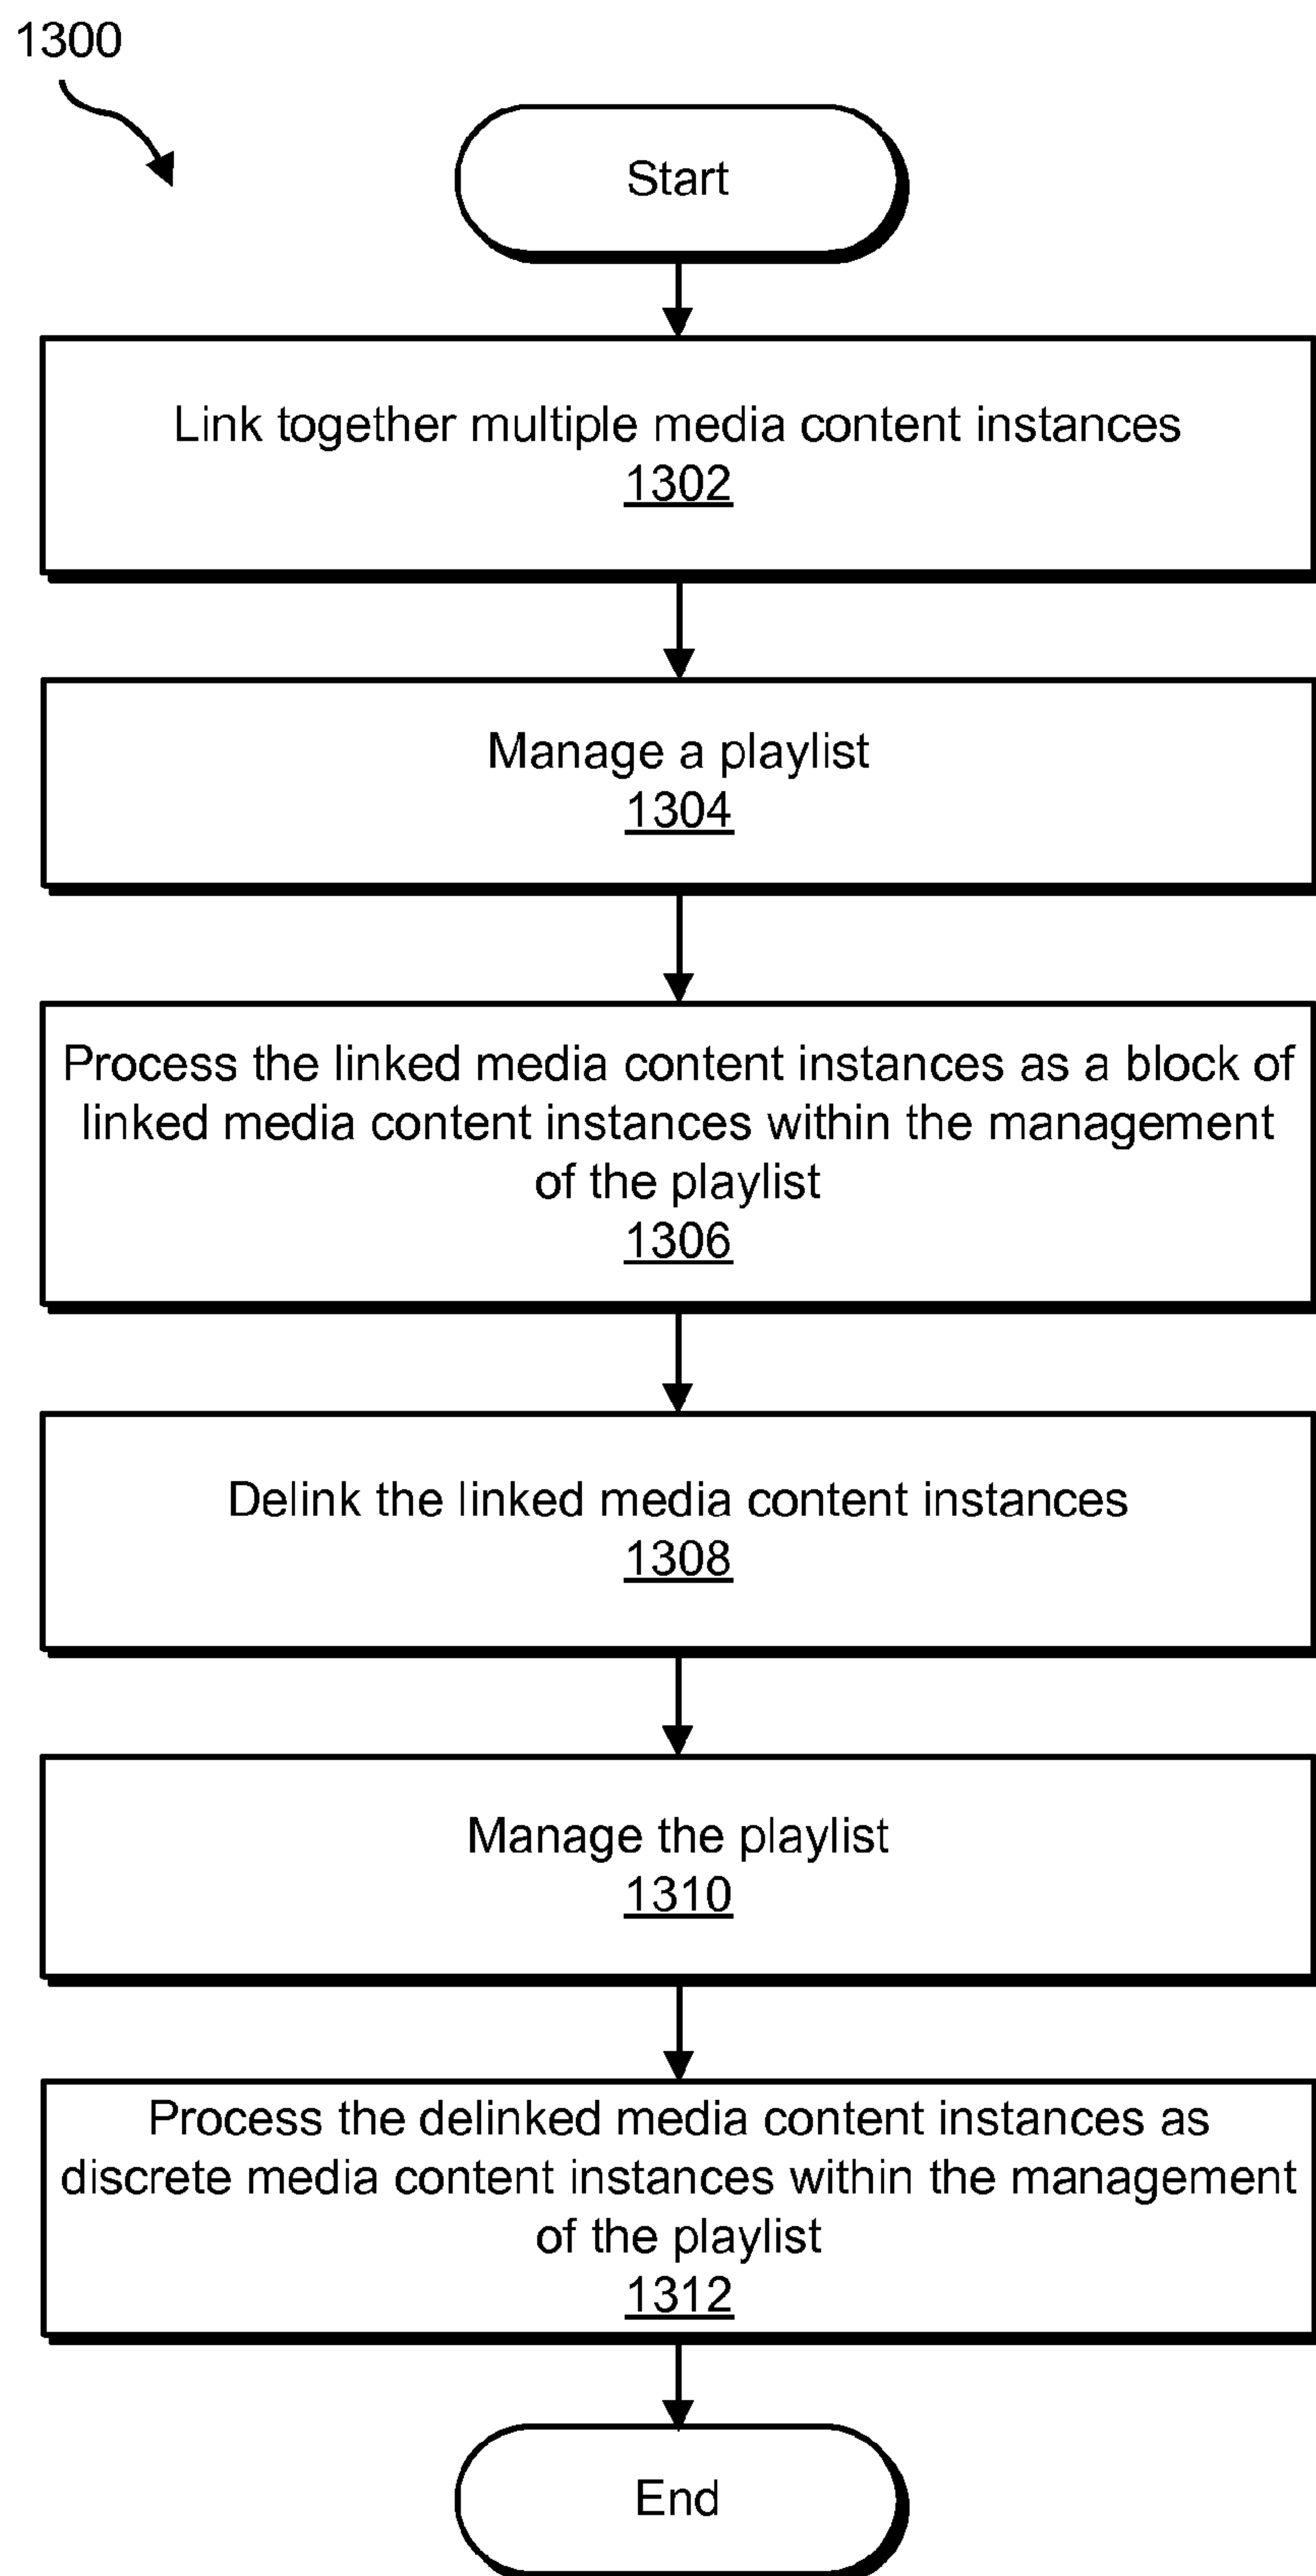 1300
Start
Link together multiple media content instances
1302
Manage a playlist
1304
Process the linked media content instances as a block of
linked media content instances within the management
of the playlist
1306
Delink the linked media content instances
1308
Manage the playlist
1310
Process the delinked media content instances as
discrete media content instances within the management
of the playlist
1312
End